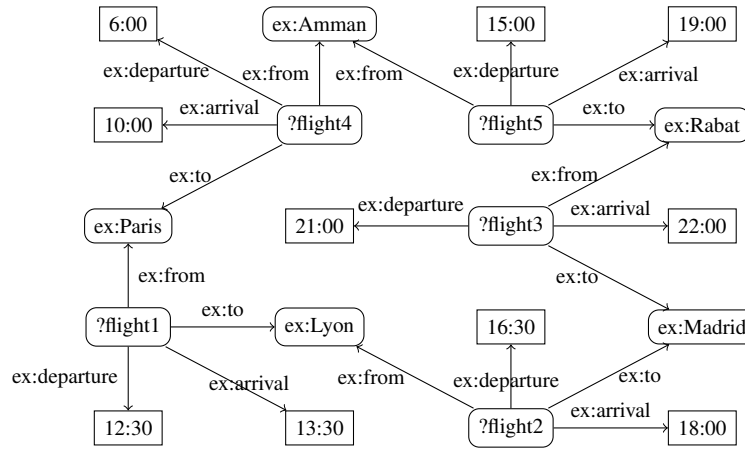 6:00
ex:Amman
15:00
19:00
ex:departure
ex:from
ex:from
ex:departure
ex:arrival
10:00
ex:arrival
?flight4
?flight5
ex:to
ex:Rabat
ex:to
ex:from
ex:Paris
21:00
ex:departure
?flight3
ex:arrival
22:00
ex:from
ex:to
?flight1
ex:to
ex:Lyon
16:30
ex:Madrid
ex:departure
ex:arrival
ex:from
ex:departure
ex:to
12:30
13:30
?flight2
ex:arrival
18:00